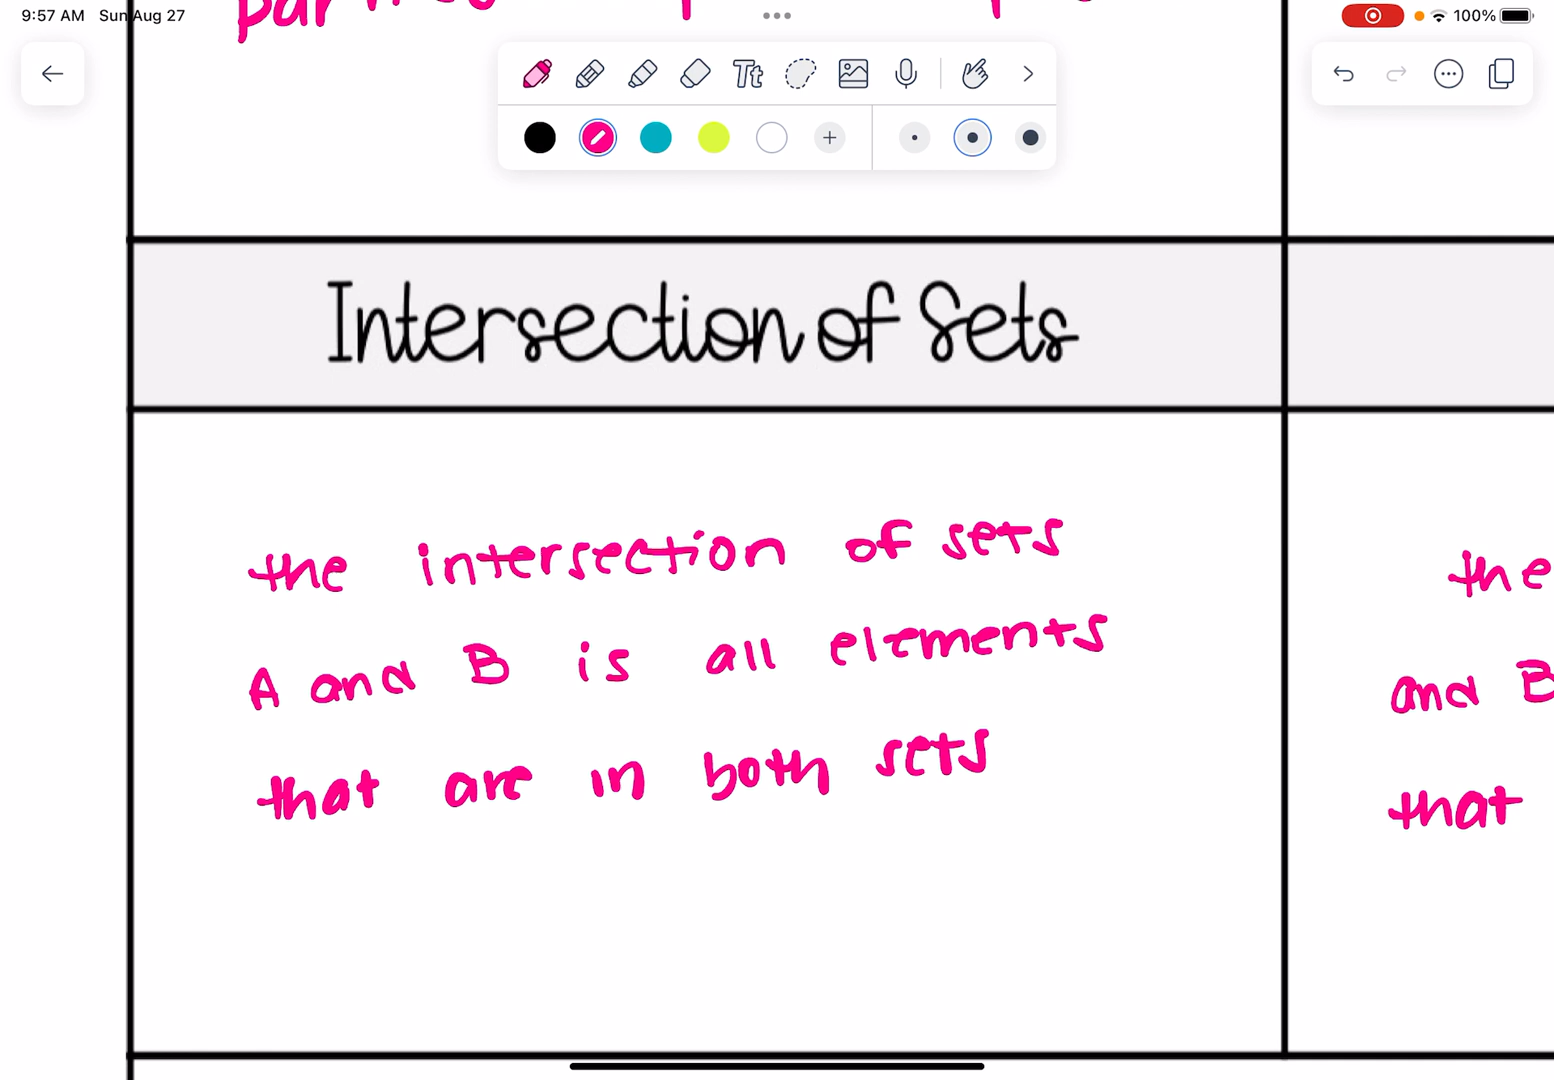 9:57 AM Sun Aug 27
100%
Tt
Intersection of Sets
the intersection of sets
A and B is all elements
that are in both sets
the
and B
that